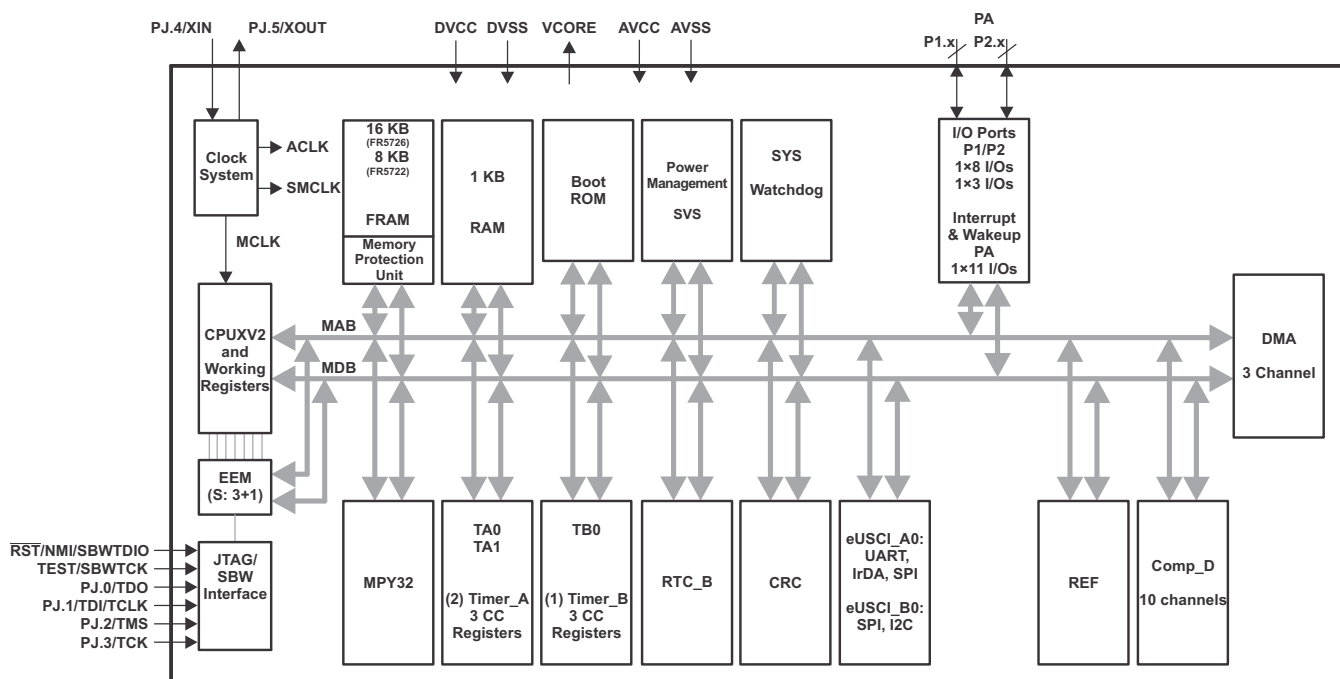 PJ.4/XIN
PJ.5/XOUT
DVCC
DVSS
VCORE
AVCC
AVSS
PA
P1.x
P2.x
Clock
System
ACLK
SMCLK
MCLK
16 KB
(FR5726)
8 KB
(FR5722)
FRAM
Memory
Protection
Unit
1 KB
RAM
Boot
ROM
Power
Management
SVS
SYS
Watchdog
I/O Ports
P1/P2
1×8 I/Os
1×3 I/Os
Interrupt
& Wakeup
PA
1×11 I/Os
CPUXV2
and
Working
Registers
MAB
MDB
DMA
3 Channel
EEM
(S: 3+1)
RST/NMI/SBWTDIO
TEST/SBWTCK
PJ.0/TDO
PJ.1/TDI/TCLK
PJ.2/TMS
PJ.3/TCK
JTAG/
SBW
Interface
MPY32
TA0
TA1
(2) Timer_A
3 CC
Registers
TB0
(1) Timer_B
3 CC
Registers
RTC_B
CRC
eUSCI_A0:
UART,
IrDA, SPI
eUSCI_B0:
SPI, I2C
REF
Comp_D
10 channels